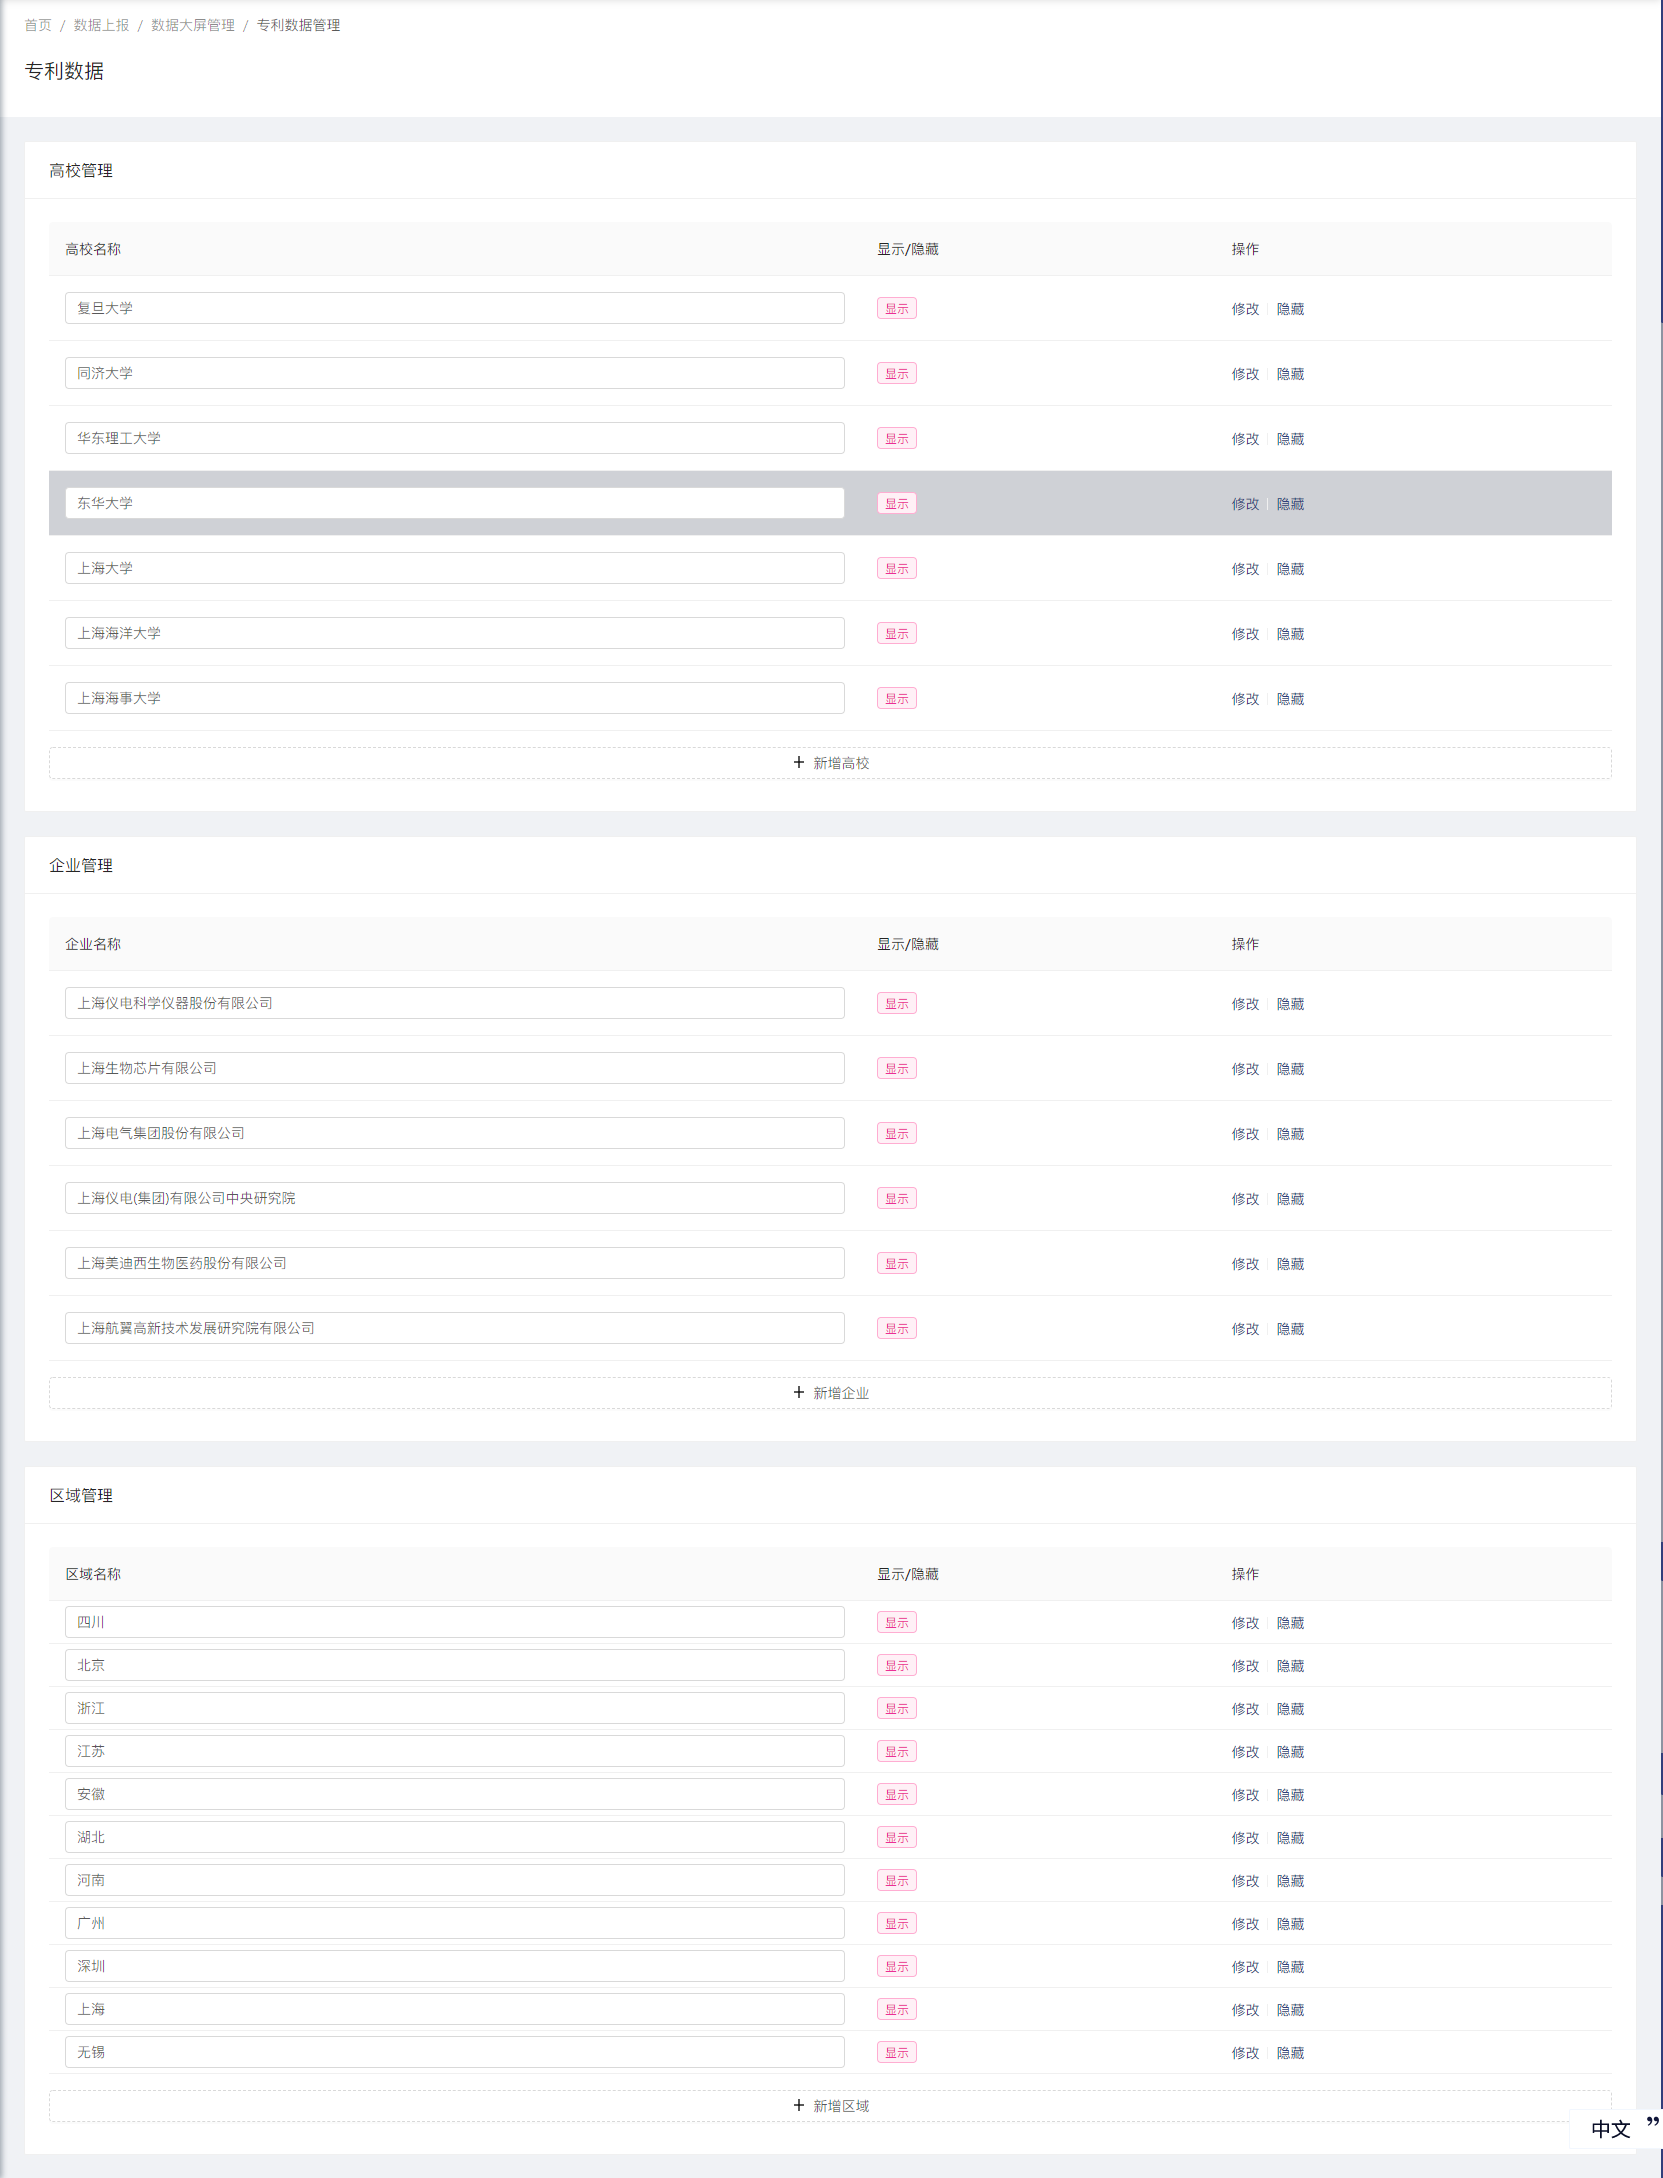 首页 / 数据上报 / 数据大屏管理 / 专利数据管理
专利数据
高校管理
高校名称 显示/隐藏 操作
复旦大学 显示 修改 隐藏
同济大学 显示 修改 隐藏
华东理工大学 显示 修改 隐藏
东华大学 显示 修改 隐藏
上海大学 显示 修改 隐藏
上海海洋大学 显示 修改 隐藏
上海海事大学 显示 修改 隐藏
+ 新增高校
企业管理
企业名称 显示/隐藏 操作
上海仪电科学仪器股份有限公司 显示 修改 隐藏
上海生物芯片有限公司 显示 修改 隐藏
上海电气集团股份有限公司 显示 修改 隐藏
上海仪电(集团)有限公司中央研究院 显示 修改 隐藏
上海美迪西生物医药股份有限公司 显示 修改 隐藏
上海航翼高新技术发展研究院有限公司 显示 修改 隐藏
+ 新增企业
区域管理
区域名称 显示/隐藏 操作
四川 显示 修改 隐藏
北京 显示 修改 隐藏
浙江 显示 修改 隐藏
江苏 显示 修改 隐藏
安徽 显示 修改 隐藏
湖北 显示 修改 隐藏
河南 显示 修改 隐藏
广州 显示 修改 隐藏
深圳 显示 修改 隐藏
上海 显示 修改 隐藏
无锡 显示 修改 隐藏
+ 新增区域
中文 ”